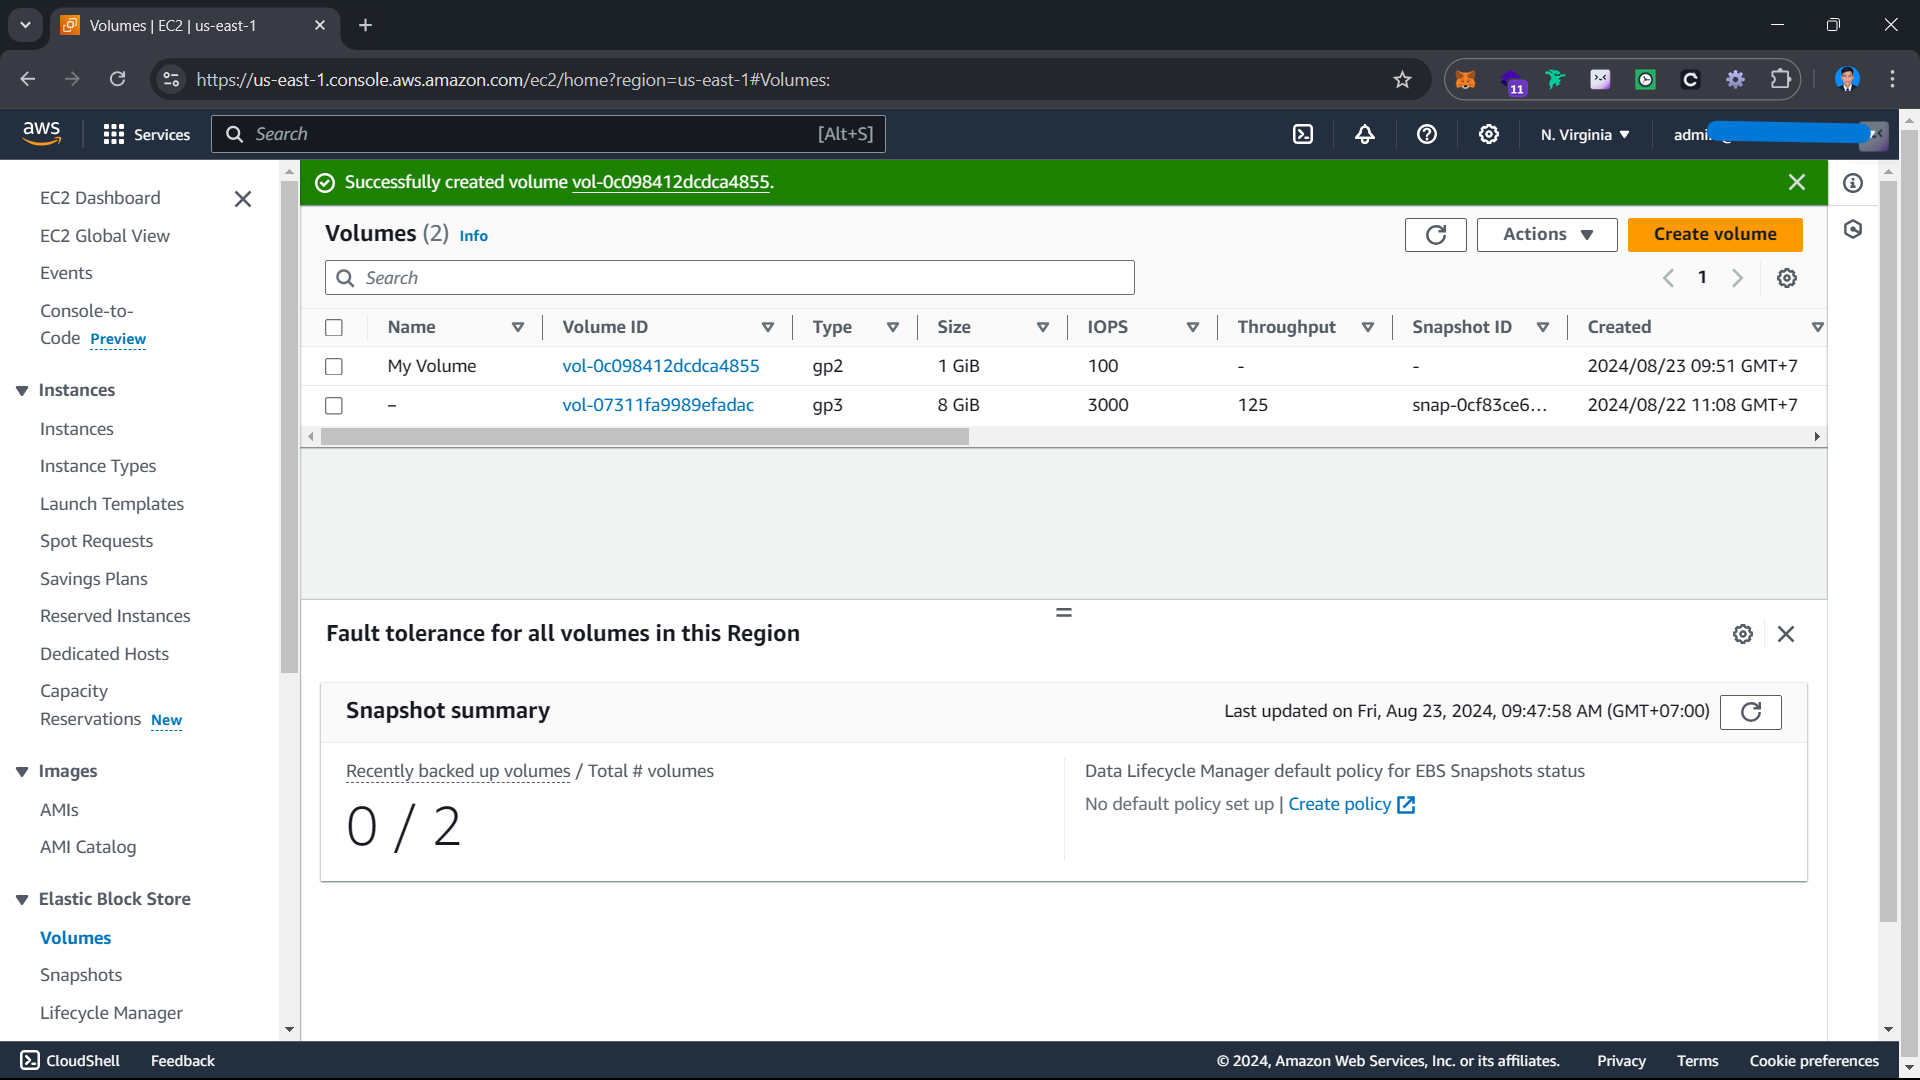 Volumes | EC2 | us-east-1
https://us-east-1.console.aws.amazon.com/ec2/home?region=us-east-1#Volumes:
11
aws
Services
Search
[Alt+S]
N. Virginia
EC2 Dashboard
EC2 Global View
Events
Console-to-
Code Preview
Instances
Instances
Instance Types
Launch Templates
Spot Requests
Savings Plans
Reserved Instances
Dedicated Hosts
Capacity
Reservations New
Images
AMIs
AMI Catalog
Elastic Block Store
Volumes
Snapshots
Lifecycle Manager
Successfully created volume vol-0c098412dcdca4855.
Volumes (2) Info
Actions
Create volume
Search
1
Name Volume ID Type Size IOPS Throughput Snapshot ID Created
My Volume vol-0c098412dcdca4855 gp2 1 GiB 100 - - 2024/08/23 09:51 GMT+7
– vol-07311fa9989efadac gp3 8 GiB 3000 125 snap-0cf83ce6... 2024/08/22 11:08 GMT+7
Fault tolerance for all volumes in this Region
Snapshot summary
Last updated on Fri, Aug 23, 2024, 09:47:58 AM (GMT+07:00)
Recently backed up volumes / Total # volumes
0 / 2
Data Lifecycle Manager default policy for EBS Snapshots status
No default policy set up | Create policy
CloudShell
Feedback
© 2024, Amazon Web Services, Inc. or its affiliates.
Privacy
Terms
Cookie preferences